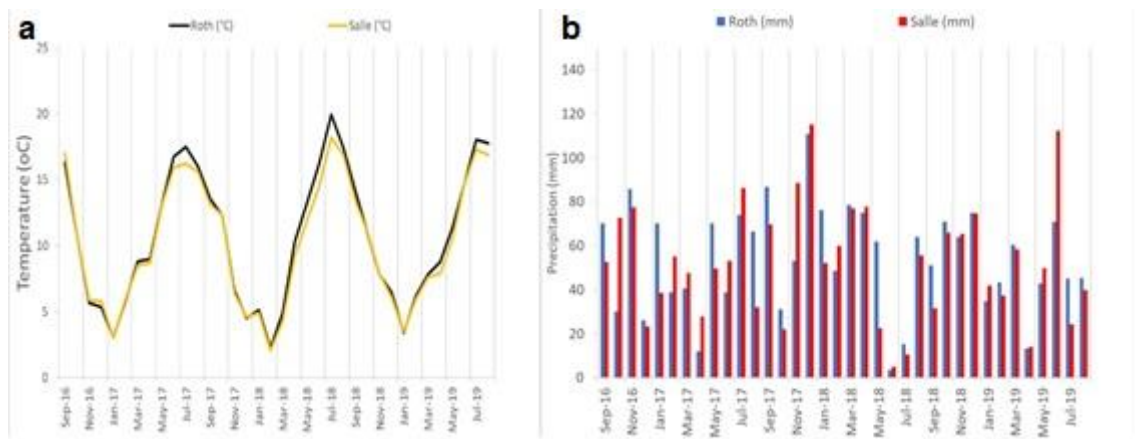 a
Roth (°C) Salle (°C)
Temperature (oC)
25
20
15
10
5
0
Sep-16 Nov-16 Jan-17 Mar-17 May-17 Jul-17 Sep-17 Nov-17 Jan-18 Mar-18 May-18 Jul-18 Sep-18 Nov-18 Jan-19 Mar-19 May-19 Jul-19
b
Roth (mm) Salle (mm)
Precipitation (mm)
140
120
100
80
60
40
20
0
Sep-16 Nov-16 Jan-17 Mar-17 May-17 Jul-17 Sep-17 Nov-17 Jan-18 Mar-18 May-18 Jul-18 Sep-18 Nov-18 Jan-19 Mar-19 May-19 Jul-19